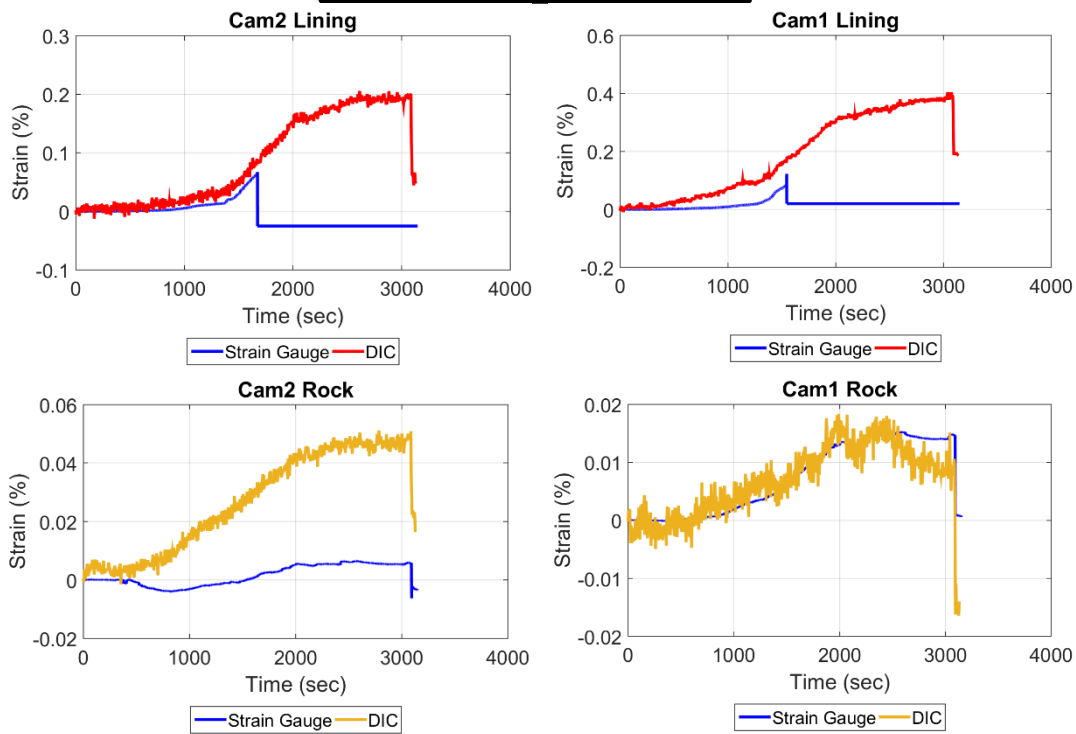 Cam2 Lining
0.3
0.2
0.1
0
-0.1
Strain (%)
0
1000
2000
3000
4000
Time (sec)
Strain Gauge
DIC
Cam1 Lining
0.6
0.4
0.2
0
-0.2
Strain (%)
0
1000
2000
3000
4000
Time (sec)
Strain Gauge
DIC
Cam2 Rock
0.06
0.04
0.02
0
-0.02
Strain (%)
0
1000
2000
3000
4000
Time (sec)
Strain Gauge
DIC
Cam1 Rock
0.02
0.01
0
-0.01
-0.02
Strain (%)
0
1000
2000
3000
4000
Time (sec)
Strain Gauge
DIC